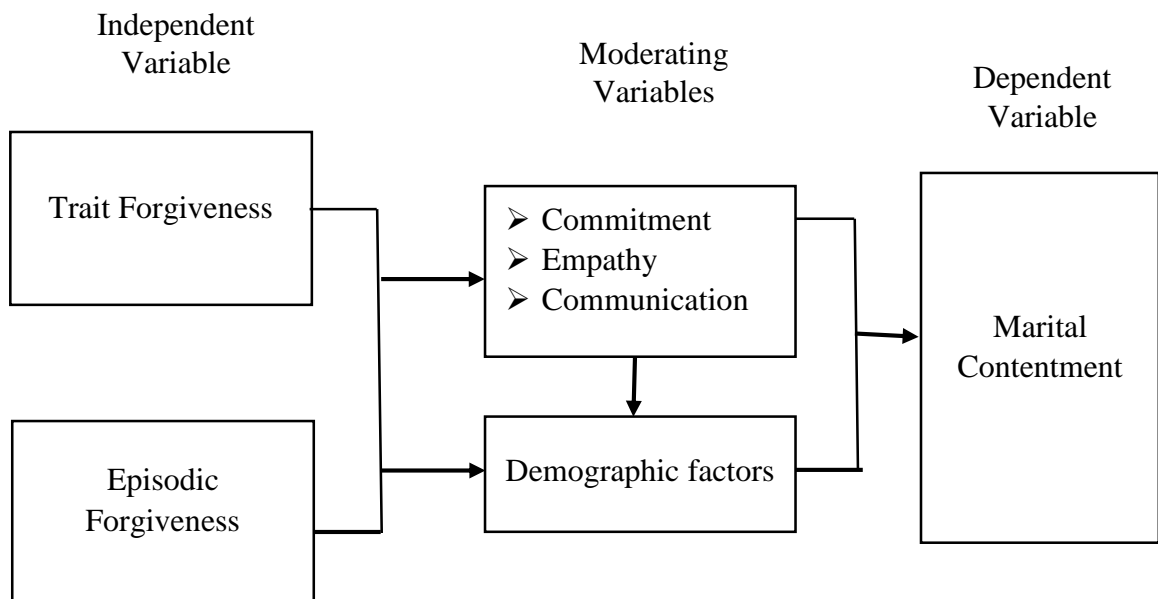 Independent
Variable
Moderating
Variables
Dependent
Variable
Trait Forgiveness
➢ Commitment
➢ Empathy
➢ Communication
Marital
Contentment
Demographic factors
Episodic
Forgiveness